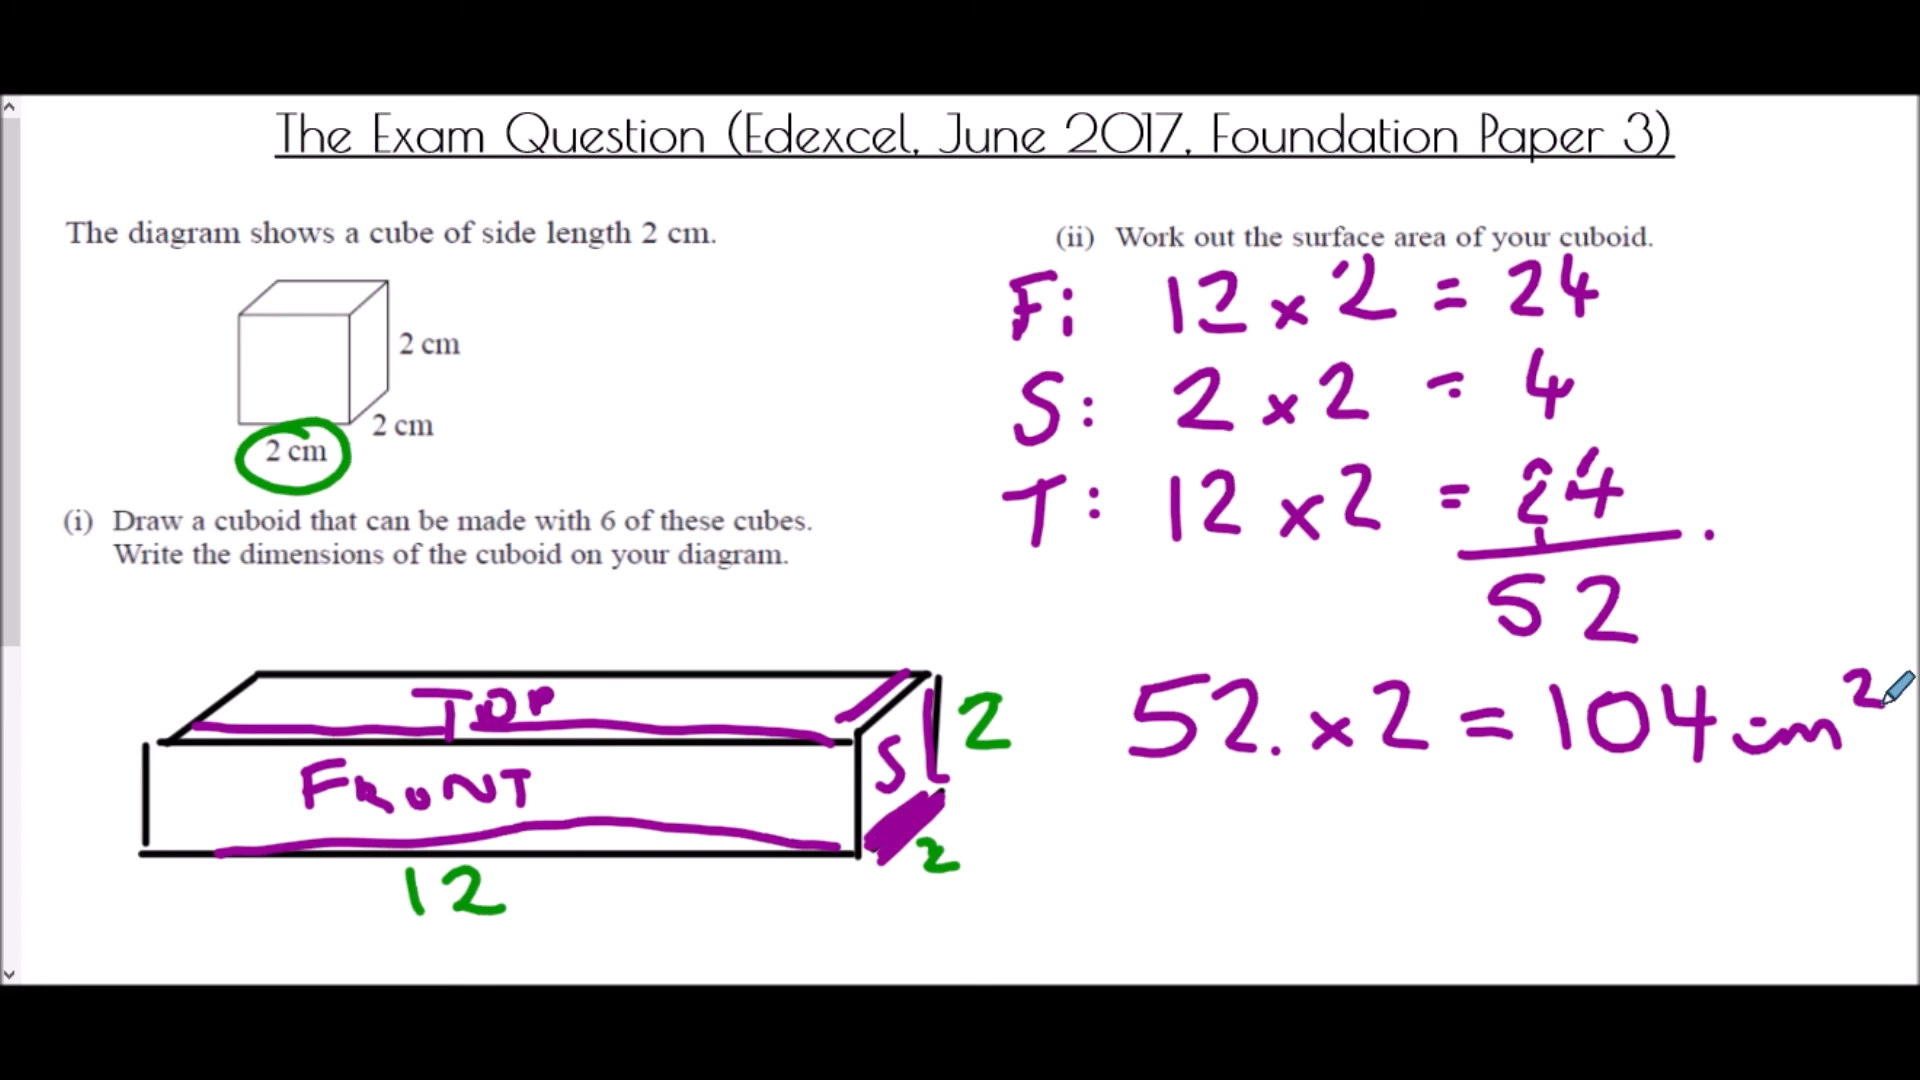 The Exam Question (Edexcel, June 2017, Foundation Paper 3)
The diagram shows a cube of side length 2 cm.
2 cm
2 cm
2 cm
(i) Draw a cuboid that can be made with 6 of these cubes.
Write the dimensions of the cuboid on your diagram.
TOP
FRONT
S
2
2
12
(ii) Work out the surface area of your cuboid.
F: 12 × 2 = 24
S: 2 × 2 = 4
T: 12 × 2 = 24
1
52
52. × 2 = 104 cm²